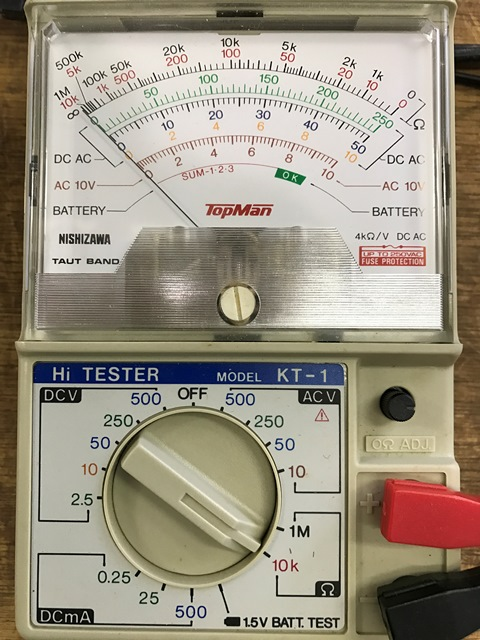 500k 20k 10k 5k 1k 0
5k 100k 50k 200 100 50 2k
1M 1k 500 20 10 0 Ω
10k 50 100 150 200 250
∞ 0
0 10 20 30 40 50
0 2 4 6 8 10
DC AC DC AC
0 2 4 6 8 10
AC 10V SUM-1·2·3 OK AC 10V
BATTERY TopMan BATTERY
NISHIZAWA 4kΩ/V DC AC
TAUT BAND UP TO 250VAC
FUSE PROTECTION
Hi TESTER MODEL KT-1
DCV 500 OFF 500 ACV
250 250
50 50
10 10
2.5 1M
10k
0.25 Ω
25
DCmA 500 1.5V BATT. TEST
0Ω ADJ.
+